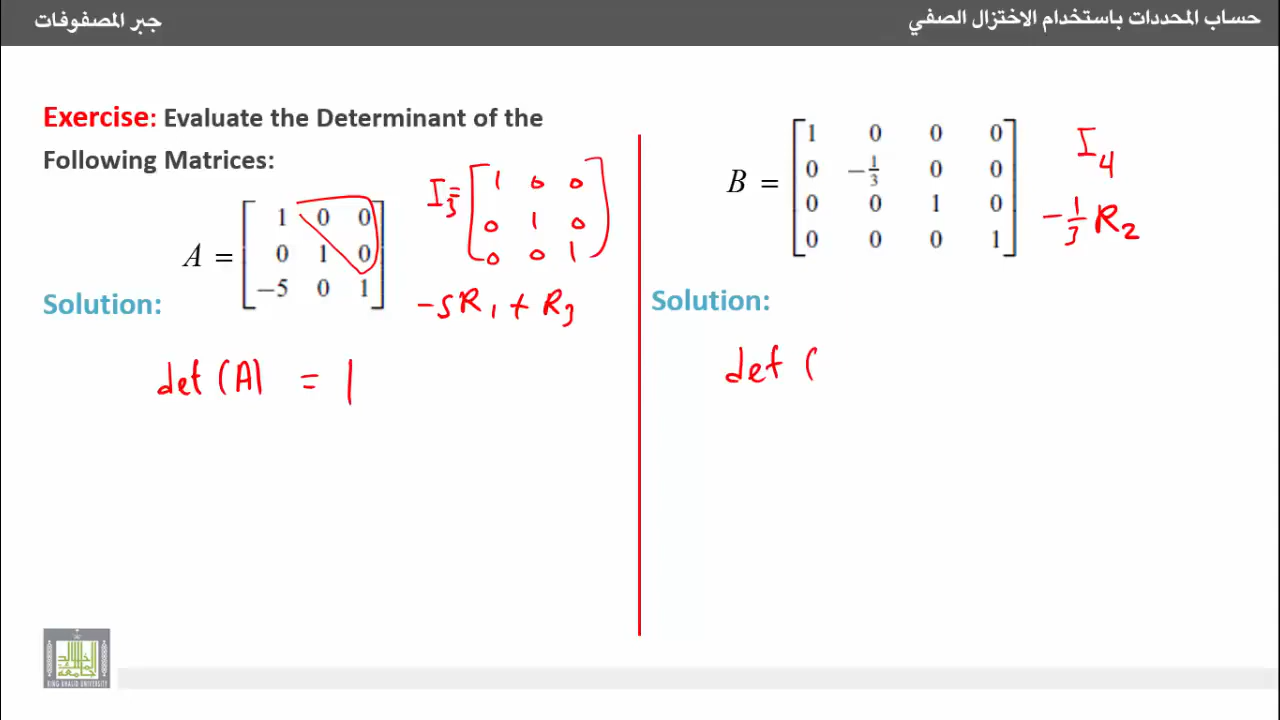 حساب المحددات باستخدام الاختزال الصفي
جبر المصفوفات
Exercise: Evaluate the Determinant of the
Following Matrices:
A = [ 1 0 0
0 1 0
−5 0 1 ]
I₃ = [ 1 0 0
0 1 0
0 0 1 ]
Solution:
-5R₁ + R₃
det (A) = 1
B = [ 1 0 0 0
0 −1/3 0 0
0 0 1 0
0 0 0 1 ]
I₄
-1/3 R₂
Solution:
det (
KING KHALID UNIVERSITY